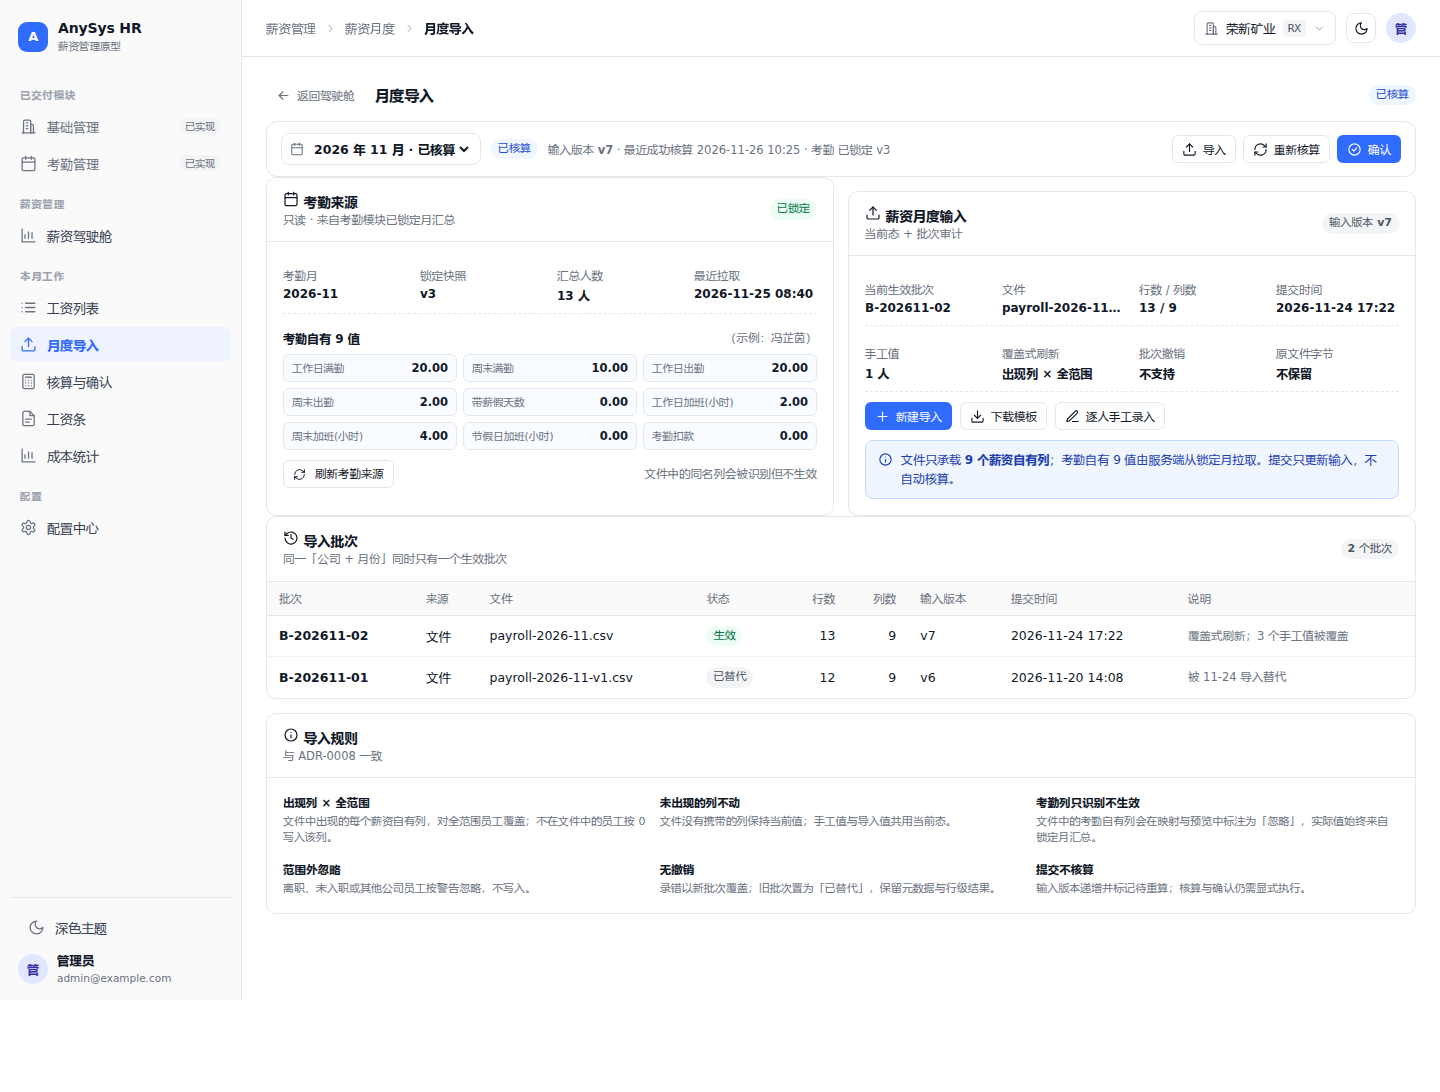 A
AnySys HR
薪资管理原型
已交付模块
基础管理 已实现
考勤管理 已实现
薪资管理
薪资驾驶舱
本月工作
工资列表
月度导入
核算与确认
工资条
成本统计
配置
配置中心
深色主题
管
管理员
admin@example.com
薪资管理 薪资月度 月度导入
荣新矿业 RX
管
返回驾驶舱 月度导入 已核算
2026 年 11 月 · 已核算 已核算 输入版本 v7 · 最近成功核算 2026-11-26 10:25 · 考勤 已锁定 v3 导入 重新核算 确认
考勤来源
只读 · 来自考勤模块已锁定月汇总
已锁定
考勤月 锁定快照 汇总人数 最近拉取
2026-11 v3 13 人 2026-11-25 08:40
考勤自有 9 值 （示例：冯芷茵）
工作日满勤 20.00 周末满勤 10.00 工作日出勤 20.00
周末出勤 2.00 带薪假天数 0.00 工作日加班(小时) 2.00
周末加班(小时) 4.00 节假日加班(小时) 0.00 考勤扣款 0.00
刷新考勤来源 文件中的同名列会被识别但不生效
薪资月度输入
当前态 + 批次审计
输入版本 v7
当前生效批次 文件 行数 / 列数 提交时间
B-202611-02 payroll-2026-11… 13 / 9 2026-11-24 17:22
手工值 覆盖式刷新 批次撤销 原文件字节
1 人 出现列 × 全范围 不支持 不保留
新建导入 下载模板 逐人手工录入
文件只承载 9 个薪资自有列；考勤自有 9 值由服务端从锁定月拉取。提交只更新输入，不
自动核算。
导入批次
同一「公司 + 月份」同时只有一个生效批次
2 个批次
批次 来源 文件 状态 行数 列数 输入版本 提交时间 说明
B-202611-02 文件 payroll-2026-11.csv 生效 13 9 v7 2026-11-24 17:22 覆盖式刷新；3 个手工值被覆盖
B-202611-01 文件 payroll-2026-11-v1.csv 已替代 12 9 v6 2026-11-20 14:08 被 11-24 导入替代
导入规则
与 ADR-0008 一致
出现列 × 全范围
文件中出现的每个薪资自有列，对全范围员工覆盖；不在文件中的员工按 0
写入该列。
未出现的列不动
文件没有携带的列保持当前值；手工值与导入值共用当前态。
考勤列只识别不生效
文件中的考勤自有列会在映射与预览中标注为「忽略」，实际值始终来自
锁定月汇总。
范围外忽略
离职、未入职或其他公司员工按警告忽略，不写入。
无撤销
录错以新批次覆盖；旧批次置为「已替代」，保留元数据与行级结果。
提交不核算
输入版本递增并标记待重算；核算与确认仍需显式执行。